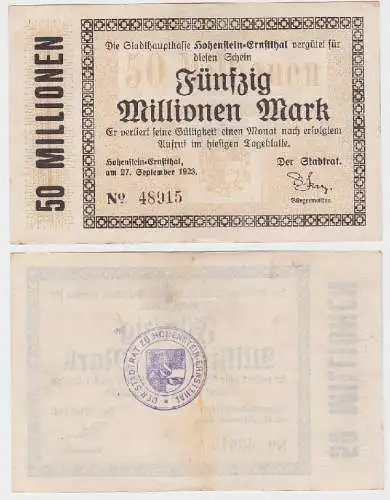 50 MILLIONEN
Die Stadthauptkasse Hohenstein-Ernstthal vergütet für
diesen Schein
50 Millionen
Fünfzig
Millionen Mark
Er verliert seine Gültigkeit einen Monat nach erfolgtem
Aufruf im hiesigen Tageblatte.
Hohenstein-Ernstthal,
am 27. September 1923.
Der Stadtrat.
No. 48915
Bürgermeister.
DER STADTRAT ZU HOHENSTEIN-ERNSTTHAL